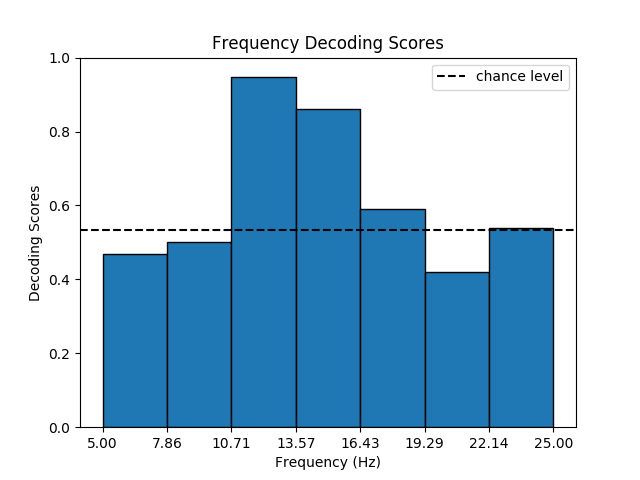 Frequency Decoding Scores
chance level
1.0
0.8
0.6
0.4
0.2
0.0
Decoding Scores
5.00 7.86 10.71 13.57 16.43 19.29 22.14 25.00
Frequency (Hz)